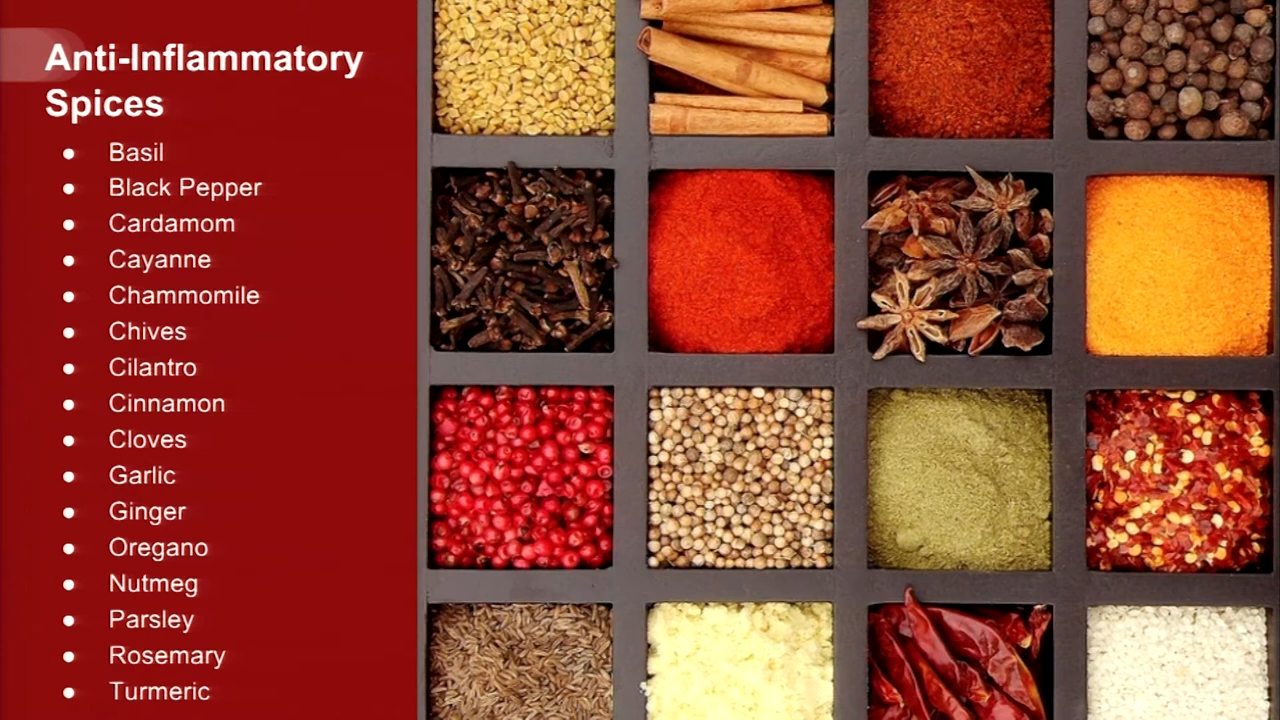 Anti-Inflammatory
Spices
Basil
Black Pepper
Cardamom
Cayanne
Chammomile
Chives
Cilantro
Cinnamon
Cloves
Garlic
Ginger
Oregano
Nutmeg
Parsley
Rosemary
Turmeric